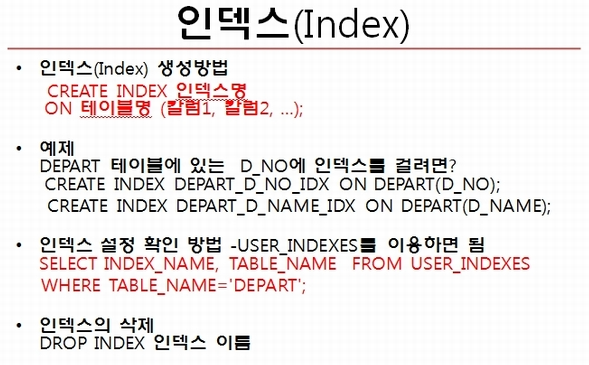 인덱스(Index)
• 인덱스(Index) 생성방법
CREATE INDEX 인덱스명
ON 테이블명 (칼럼1, 칼럼2, ...);
• 예제
DEPART 테이블에 있는 D_NO에 인덱스를 걸려면?
CREATE INDEX DEPART_D_NO_IDX ON DEPART(D_NO);
CREATE INDEX DEPART_D_NAME_IDX ON DEPART(D_NAME);
• 인덱스 설정 확인 방법 -USER_INDEXES를 이용하면 됨
SELECT INDEX_NAME, TABLE_NAME FROM USER_INDEXES
WHERE TABLE_NAME='DEPART';
• 인덱스의 삭제
DROP INDEX 인덱스 이름